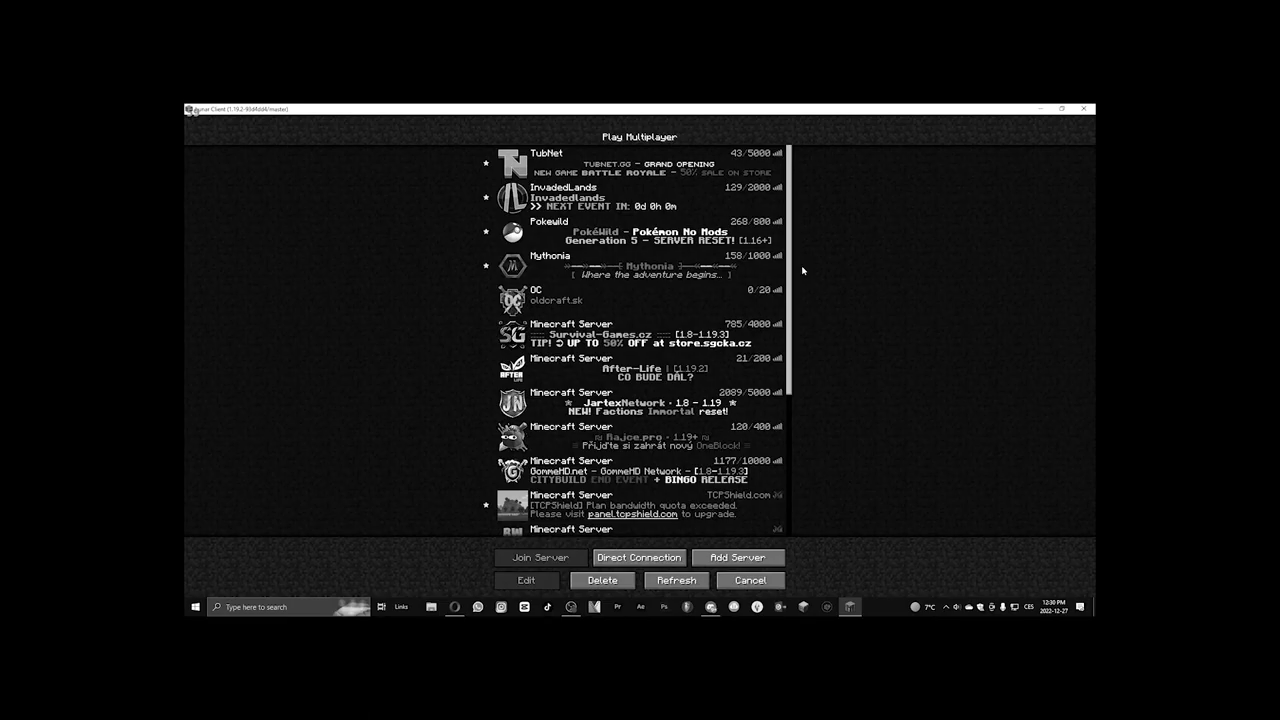 Lunar Client (1.19.2-93d4dd4/master)
Play Multiplayer
TubNet 43/5000
TUBNET.GG - GRAND OPENING
NEW GAME BATTLE ROYALE - 50% SALE ON STORE
InvadedLands 129/2000
Invadedlands
>> NEXT EVENT IN: 0d 0h 0m
Pokewild 268/800
PokéWild - Pokémon No Mods
Generation 5 - SERVER RESET! [1.16+]
Mythonia 158/1000
[ Mythonia ]
[ Where the adventure begins... ]
OC 0/20
oldcraft.sk
Minecraft Server 785/4000
Survival-Games.cz [1.8-1.19.3]
TIP! UP TO 50% OFF at store.sgcka.cz
Minecraft Server 21/200
After-Life | [1.19.2]
CO BUDE DÁL?
Minecraft Server 2089/5000
JartexNetwork · 1.8 - 1.19
NEW! Factions Immortal reset!
Minecraft Server 120/400
≈ Rajce.pro · 1.19+ ≈
Přijďte si zahrát nový OneBlock!
Minecraft Server 1177/10000
GommeHD.net - GommeHD Network - [1.8-1.19.3]
CITYBUILD END EVENT + BINGO RELEASE
Minecraft Server TCPShield.com
[TCPShield] Plan bandwidth quota exceeded.
Please visit panel.tcpshield.com to upgrade.
Minecraft Server
Join Server Direct Connection Add Server
Edit Delete Refresh Cancel
Type here to search Links Pr Ae Ps 7°C CES 12:30 PM
2022-12-27